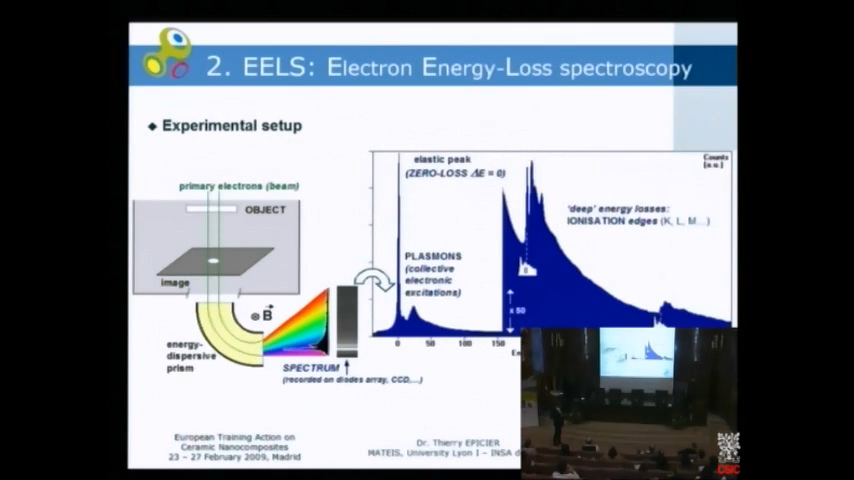 2. EELS: Electron Energy-Loss spectroscopy
Experimental setup
primary electrons (beam)
OBJECT
image
B
energy-
dispersive
prism
SPECTRUM
(recorded on diodes array, CCD,...)
elastic peak
(ZERO-LOSS ΔE = 0)
PLASMONS
(collective
electronic
excitations)
Counts
(a.u.)
'deep' energy losses:
IONISATION edges (K, L, M...)
x 50
0 50 100 150
European Training Action on
Ceramic Nanocomposites
23 – 27 February 2009, Madrid
Dr. Thierry EPICIER
MATEIS, University Lyon I – INSA d
CSIC